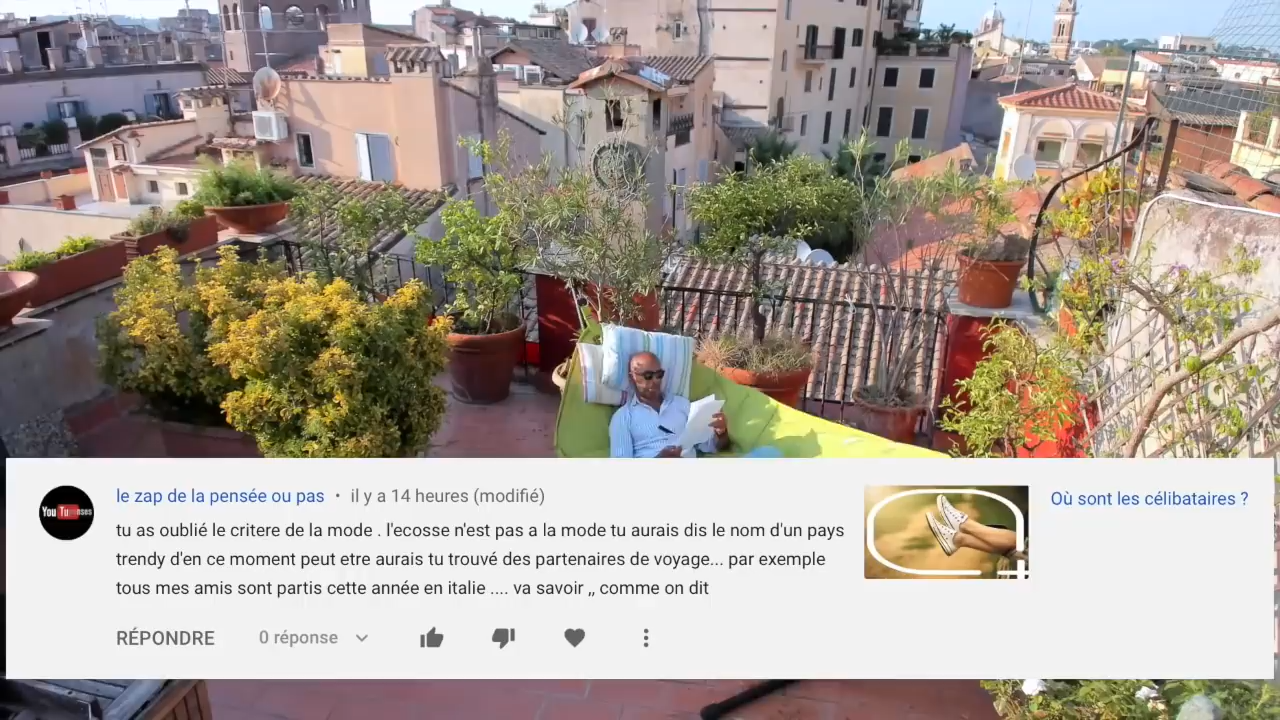 le zap de la pensée ou pas • il y a 14 heures (modifié)
tu as oublié le critere de la mode . l'ecosse n'est pas a la mode tu aurais dis le nom d'un pays
trendy d'en ce moment peut etre aurais tu trouvé des partenaires de voyage... par exemple
tous mes amis sont partis cette année en italie .... va savoir ,, comme on dit
RÉPONDRE 0 réponse
Où sont les célibataires ?